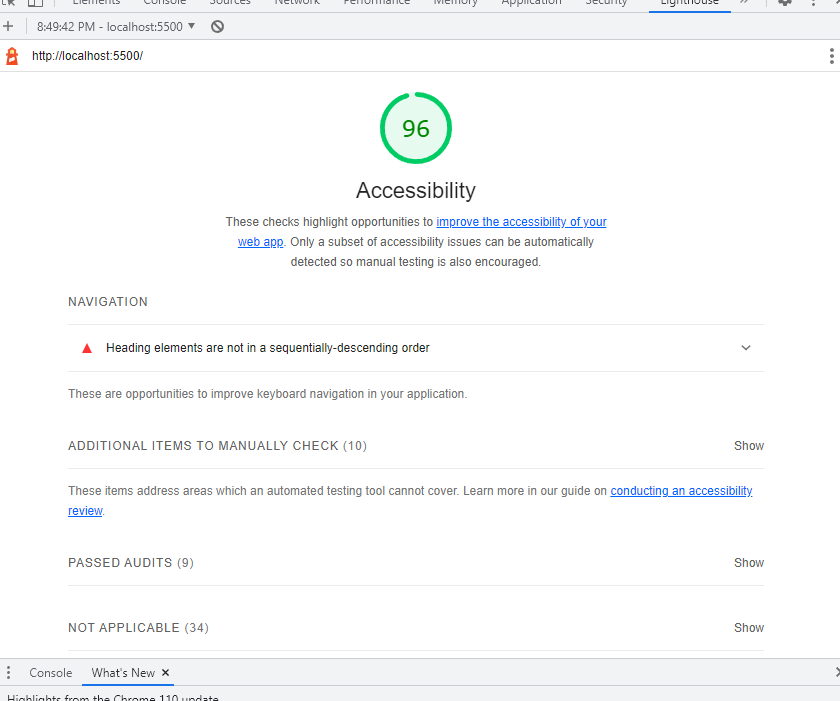 Elements Console Sources Network Performance Memory Application Security Lighthouse »
+ 8:49:42 PM - localhost:5500
http://localhost:5500/
96
Accessibility
These checks highlight opportunities to improve the accessibility of your
web app. Only a subset of accessibility issues can be automatically
detected so manual testing is also encouraged.
NAVIGATION
Heading elements are not in a sequentially-descending order
These are opportunities to improve keyboard navigation in your application.
ADDITIONAL ITEMS TO MANUALLY CHECK (10) Show
These items address areas which an automated testing tool cannot cover. Learn more in our guide on conducting an accessibility
review.
PASSED AUDITS (9) Show
NOT APPLICABLE (34) Show
Console What's New ×
Highlights from the Chrome 110 update